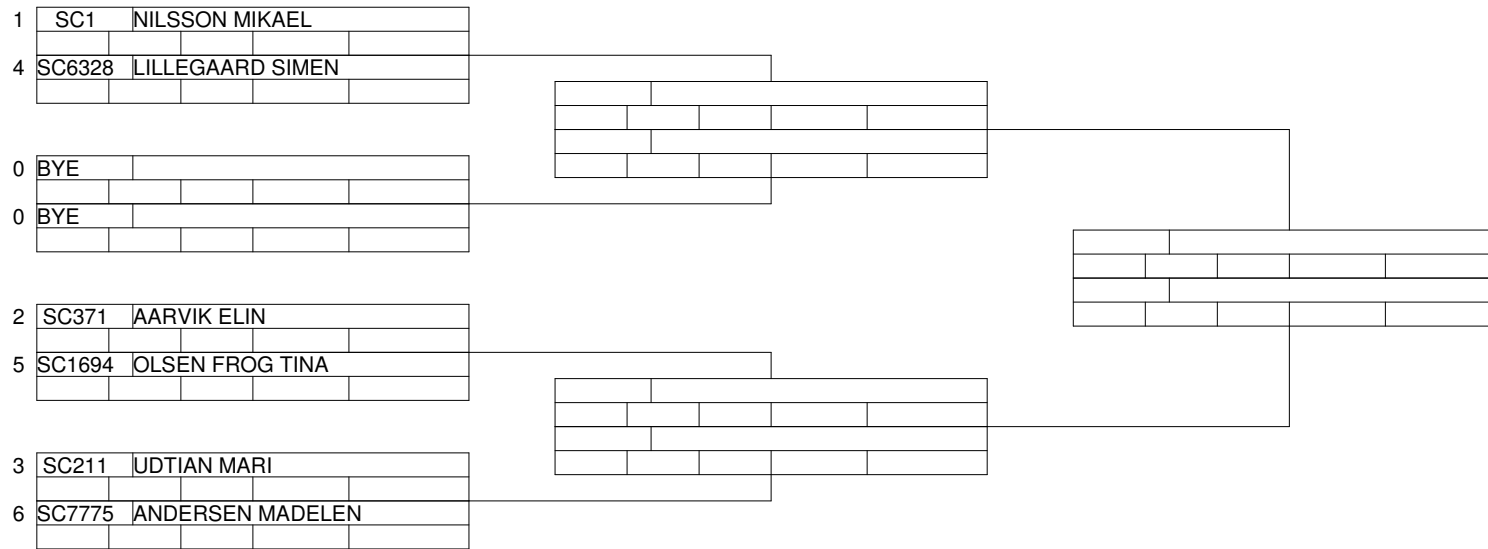 1 SC1 NILSSON MIKAEL
4 SC6328 LILLEGAARD SIMEN
0 BYE
0 BYE
2 SC371 AARVIK ELIN
5 SC1694 OLSEN FROG TINA
3 SC211 UDTIAN MARI
6 SC7775 ANDERSEN MADELEN